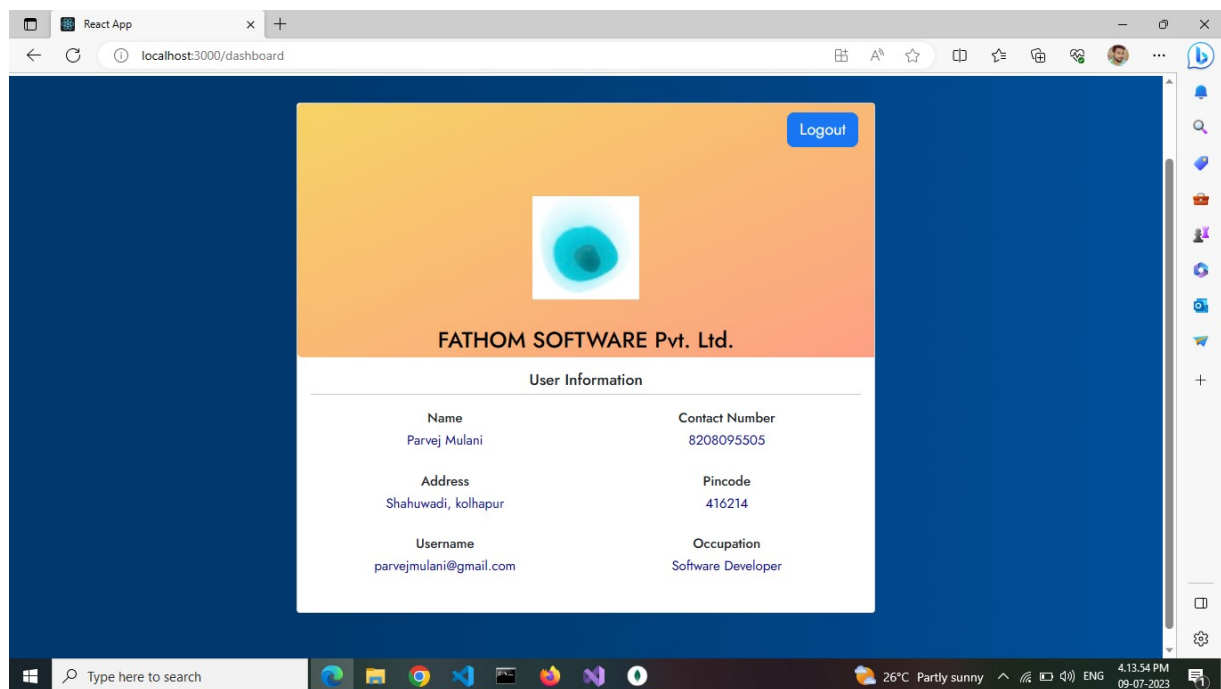 React App
localhost:3000/dashboard
Logout
FATHOM SOFTWARE Pvt. Ltd.
User Information
Name Contact Number
Parvej Mulani 8208095505
Address Pincode
Shahuwadi, kolhapur 416214
Username Occupation
parvejmulani@gmail.com Software Developer
Type here to search
26°C Partly sunny
ENG
4.13.54 PM
09-07-2023
1